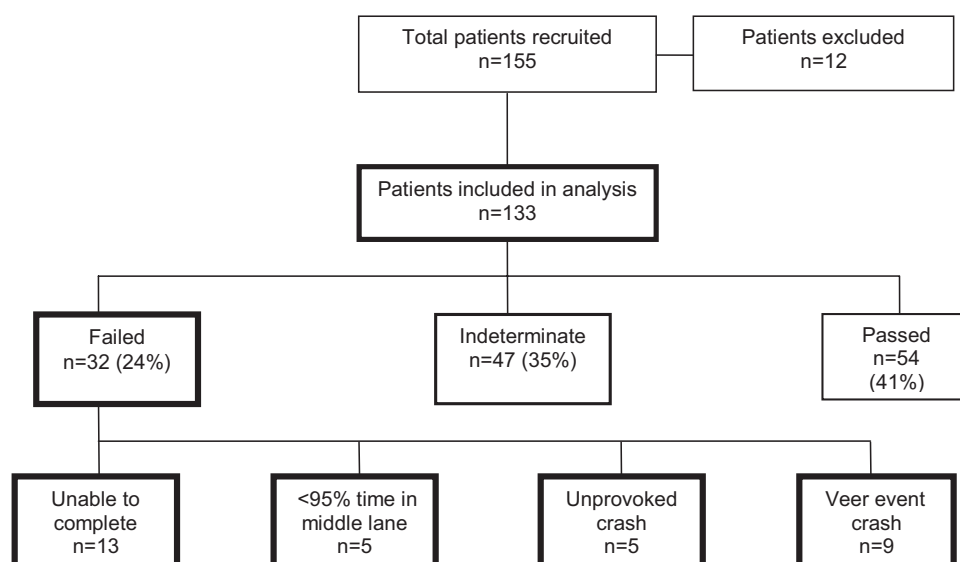 Total patients recruited
n=155
Patients excluded
n=12
Patients included in analysis
n=133
Failed
n=32 (24%)
Indeterminate
n=47 (35%)
Passed
n=54
(41%)
Unable to
complete
n=13
<95% time in
middle lane
n=5
Unprovoked
crash
n=5
Veer event
crash
n=9